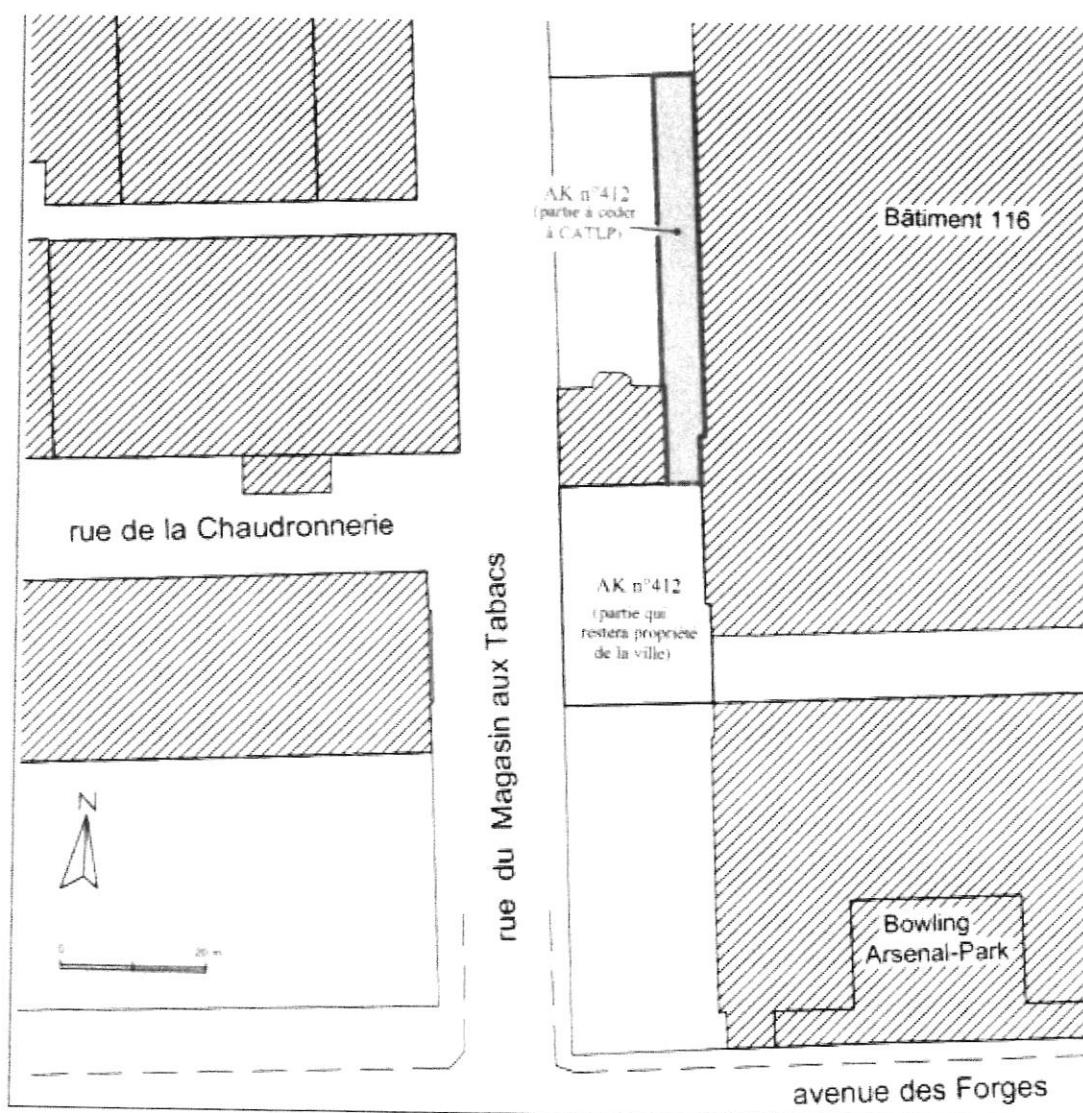 AK n°412
(partie à céder
à CATLP)
Bâtiment 116
rue de la Chaudronnerie
AK n°412
(partie qui
restera propriété
de la ville)
rue du Magasin aux Tabacs
N
0
20 m
Bowling
Arsenal-Park
avenue des Forges